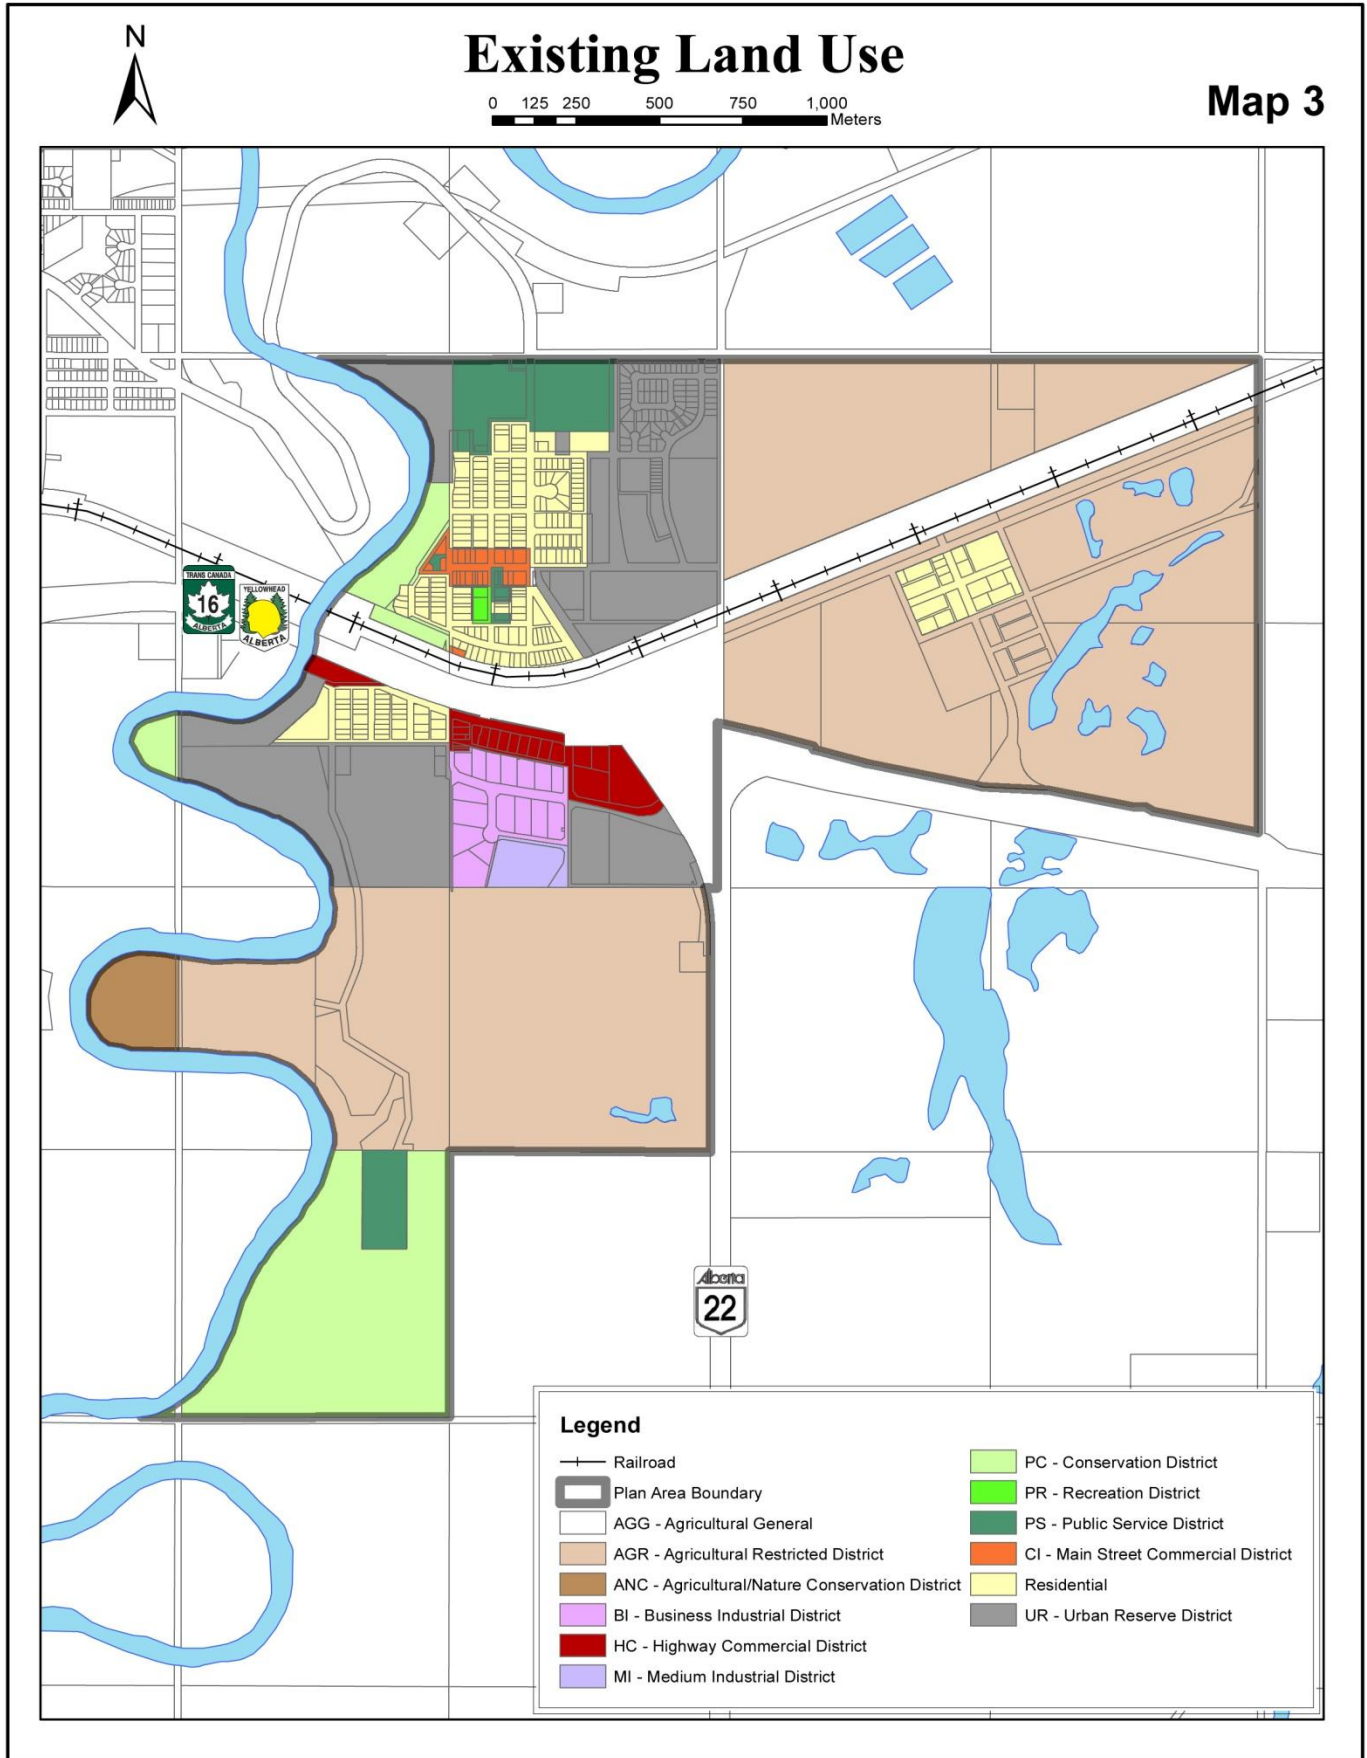 N
Existing Land Use
Map 3
0 125 250 500 750 1,000
Meters
TRANS CANADA
16
ALBERTA
YELLOWHEAD
ALBERTA
Alberta
22
Legend
Railroad
Plan Area Boundary
AGG - Agricultural General
AGR - Agricultural Restricted District
ANC - Agricultural/Nature Conservation District
BI - Business Industrial District
HC - Highway Commercial District
MI - Medium Industrial District
PC - Conservation District
PR - Recreation District
PS - Public Service District
CI - Main Street Commercial District
Residential
UR - Urban Reserve District